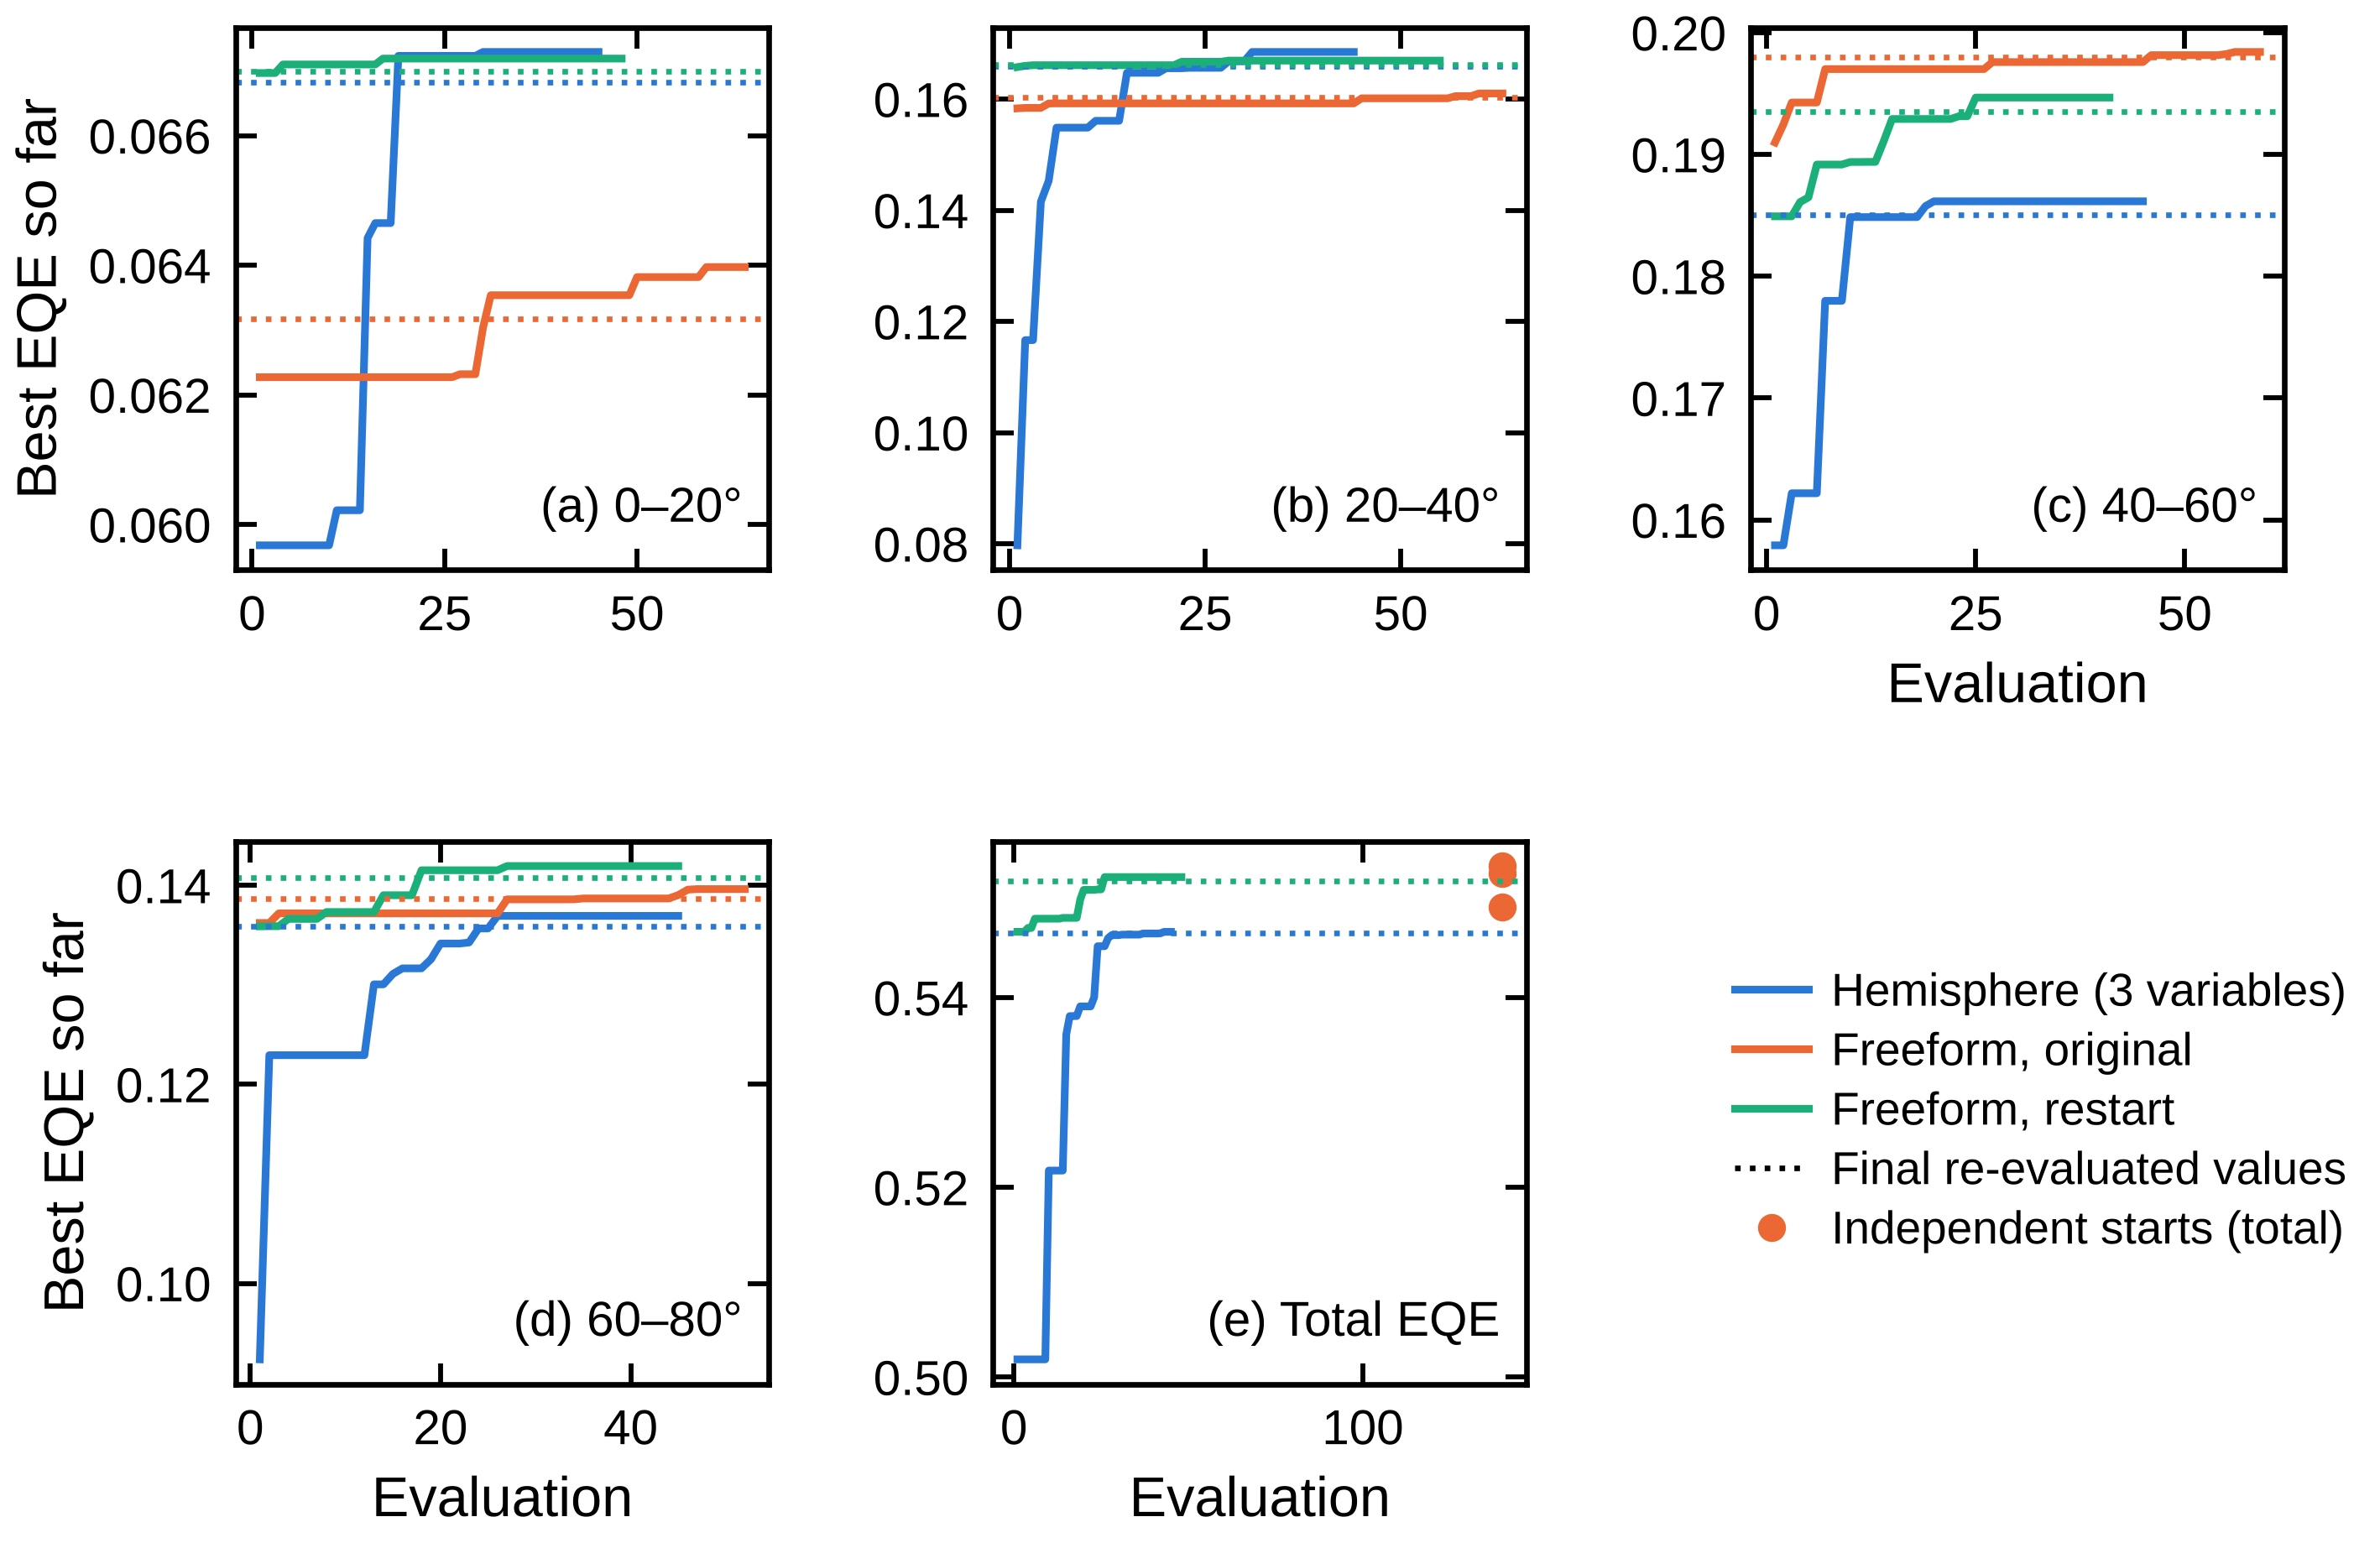 Best EQE so far
0.066
0.064
0.062
0.060
(a) 0–20°
0 25 50
0.16
0.14
0.12
0.10
0.08
(b) 20–40°
0 25 50
0.20
0.19
0.18
0.17
0.16
(c) 40–60°
0 25 50
Evaluation
Best EQE so far
0.14
0.12
0.10
(d) 60–80°
0 20 40
Evaluation
0.54
0.52
0.50
(e) Total EQE
0 100
Evaluation
Hemisphere (3 variables)
Freeform, original
Freeform, restart
Final re-evaluated values
Independent starts (total)